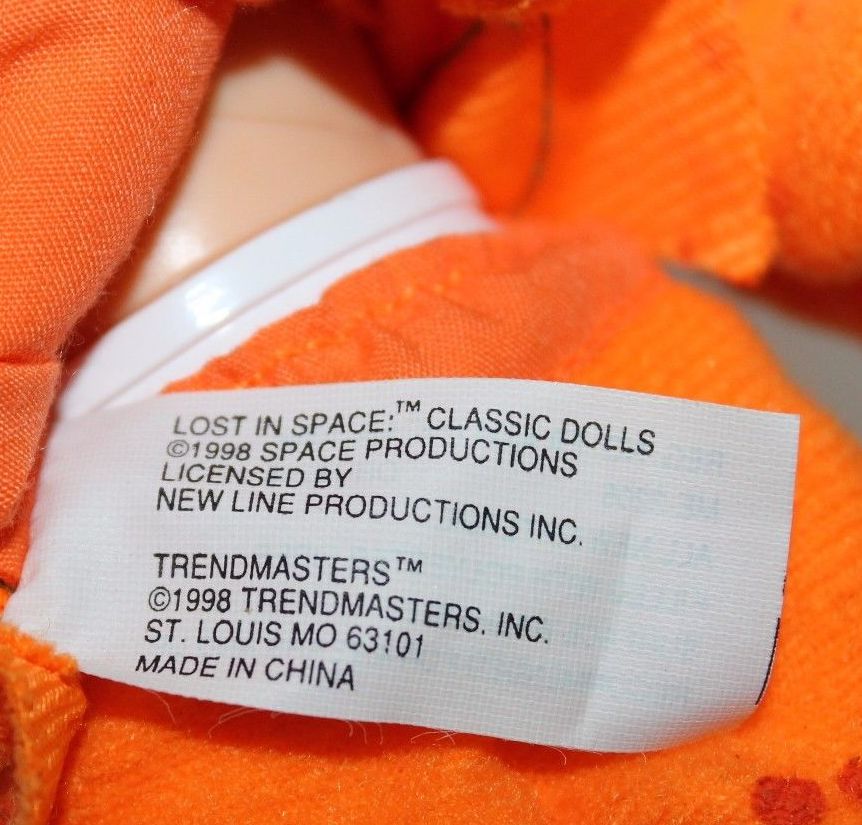 LOST IN SPACE:™ CLASSIC DOLLS
©1998 SPACE PRODUCTIONS
LICENSED BY
NEW LINE PRODUCTIONS INC.
TRENDMASTERS™
©1998 TRENDMASTERS, INC.
ST. LOUIS MO 63101
MADE IN CHINA